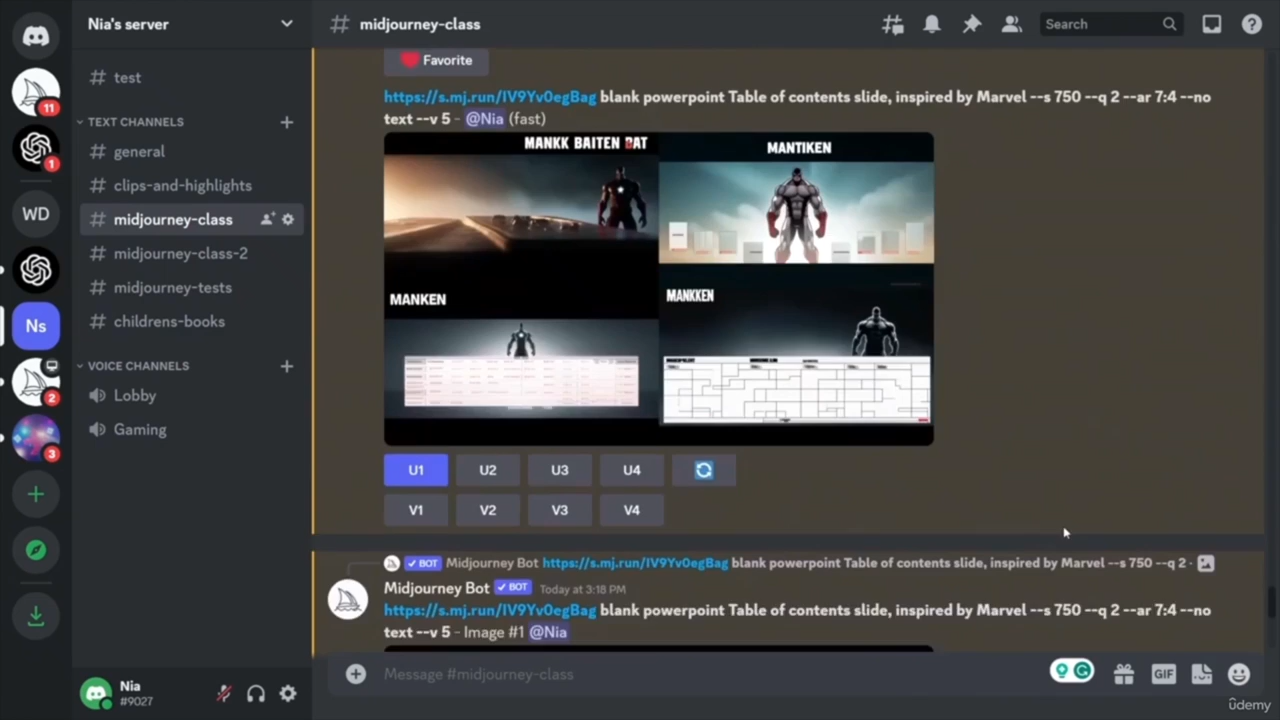 Nia's server
midjourney-class
Search
11
1
WD
Ns
2
3
test
TEXT CHANNELS
general
clips-and-highlights
midjourney-class
midjourney-class-2
midjourney-tests
childrens-books
VOICE CHANNELS
Lobby
Gaming
Nia
#9027
Favorite
https://s.mj.run/IV9Yv0egBag blank powerpoint Table of contents slide, inspired by Marvel --s 750 --q 2 --ar 7:4 --no
text --v 5 - @Nia (fast)
MANKK BAITEN BAT
MANTIKEN
MANKEN
MANKKEN
U1 U2 U3 U4
V1 V2 V3 V4
BOT Midjourney Bot https://s.mj.run/IV9Yv0egBag blank powerpoint Table of contents slide, inspired by Marvel --s 750 --q 2 ·
Midjourney Bot BOT Today at 3:18 PM
https://s.mj.run/IV9Yv0egBag blank powerpoint Table of contents slide, inspired by Marvel --s 750 --q 2 --ar 7:4 --no
text --v 5 - Image #1 @Nia
Message #midjourney-class
GIF
ûdemy